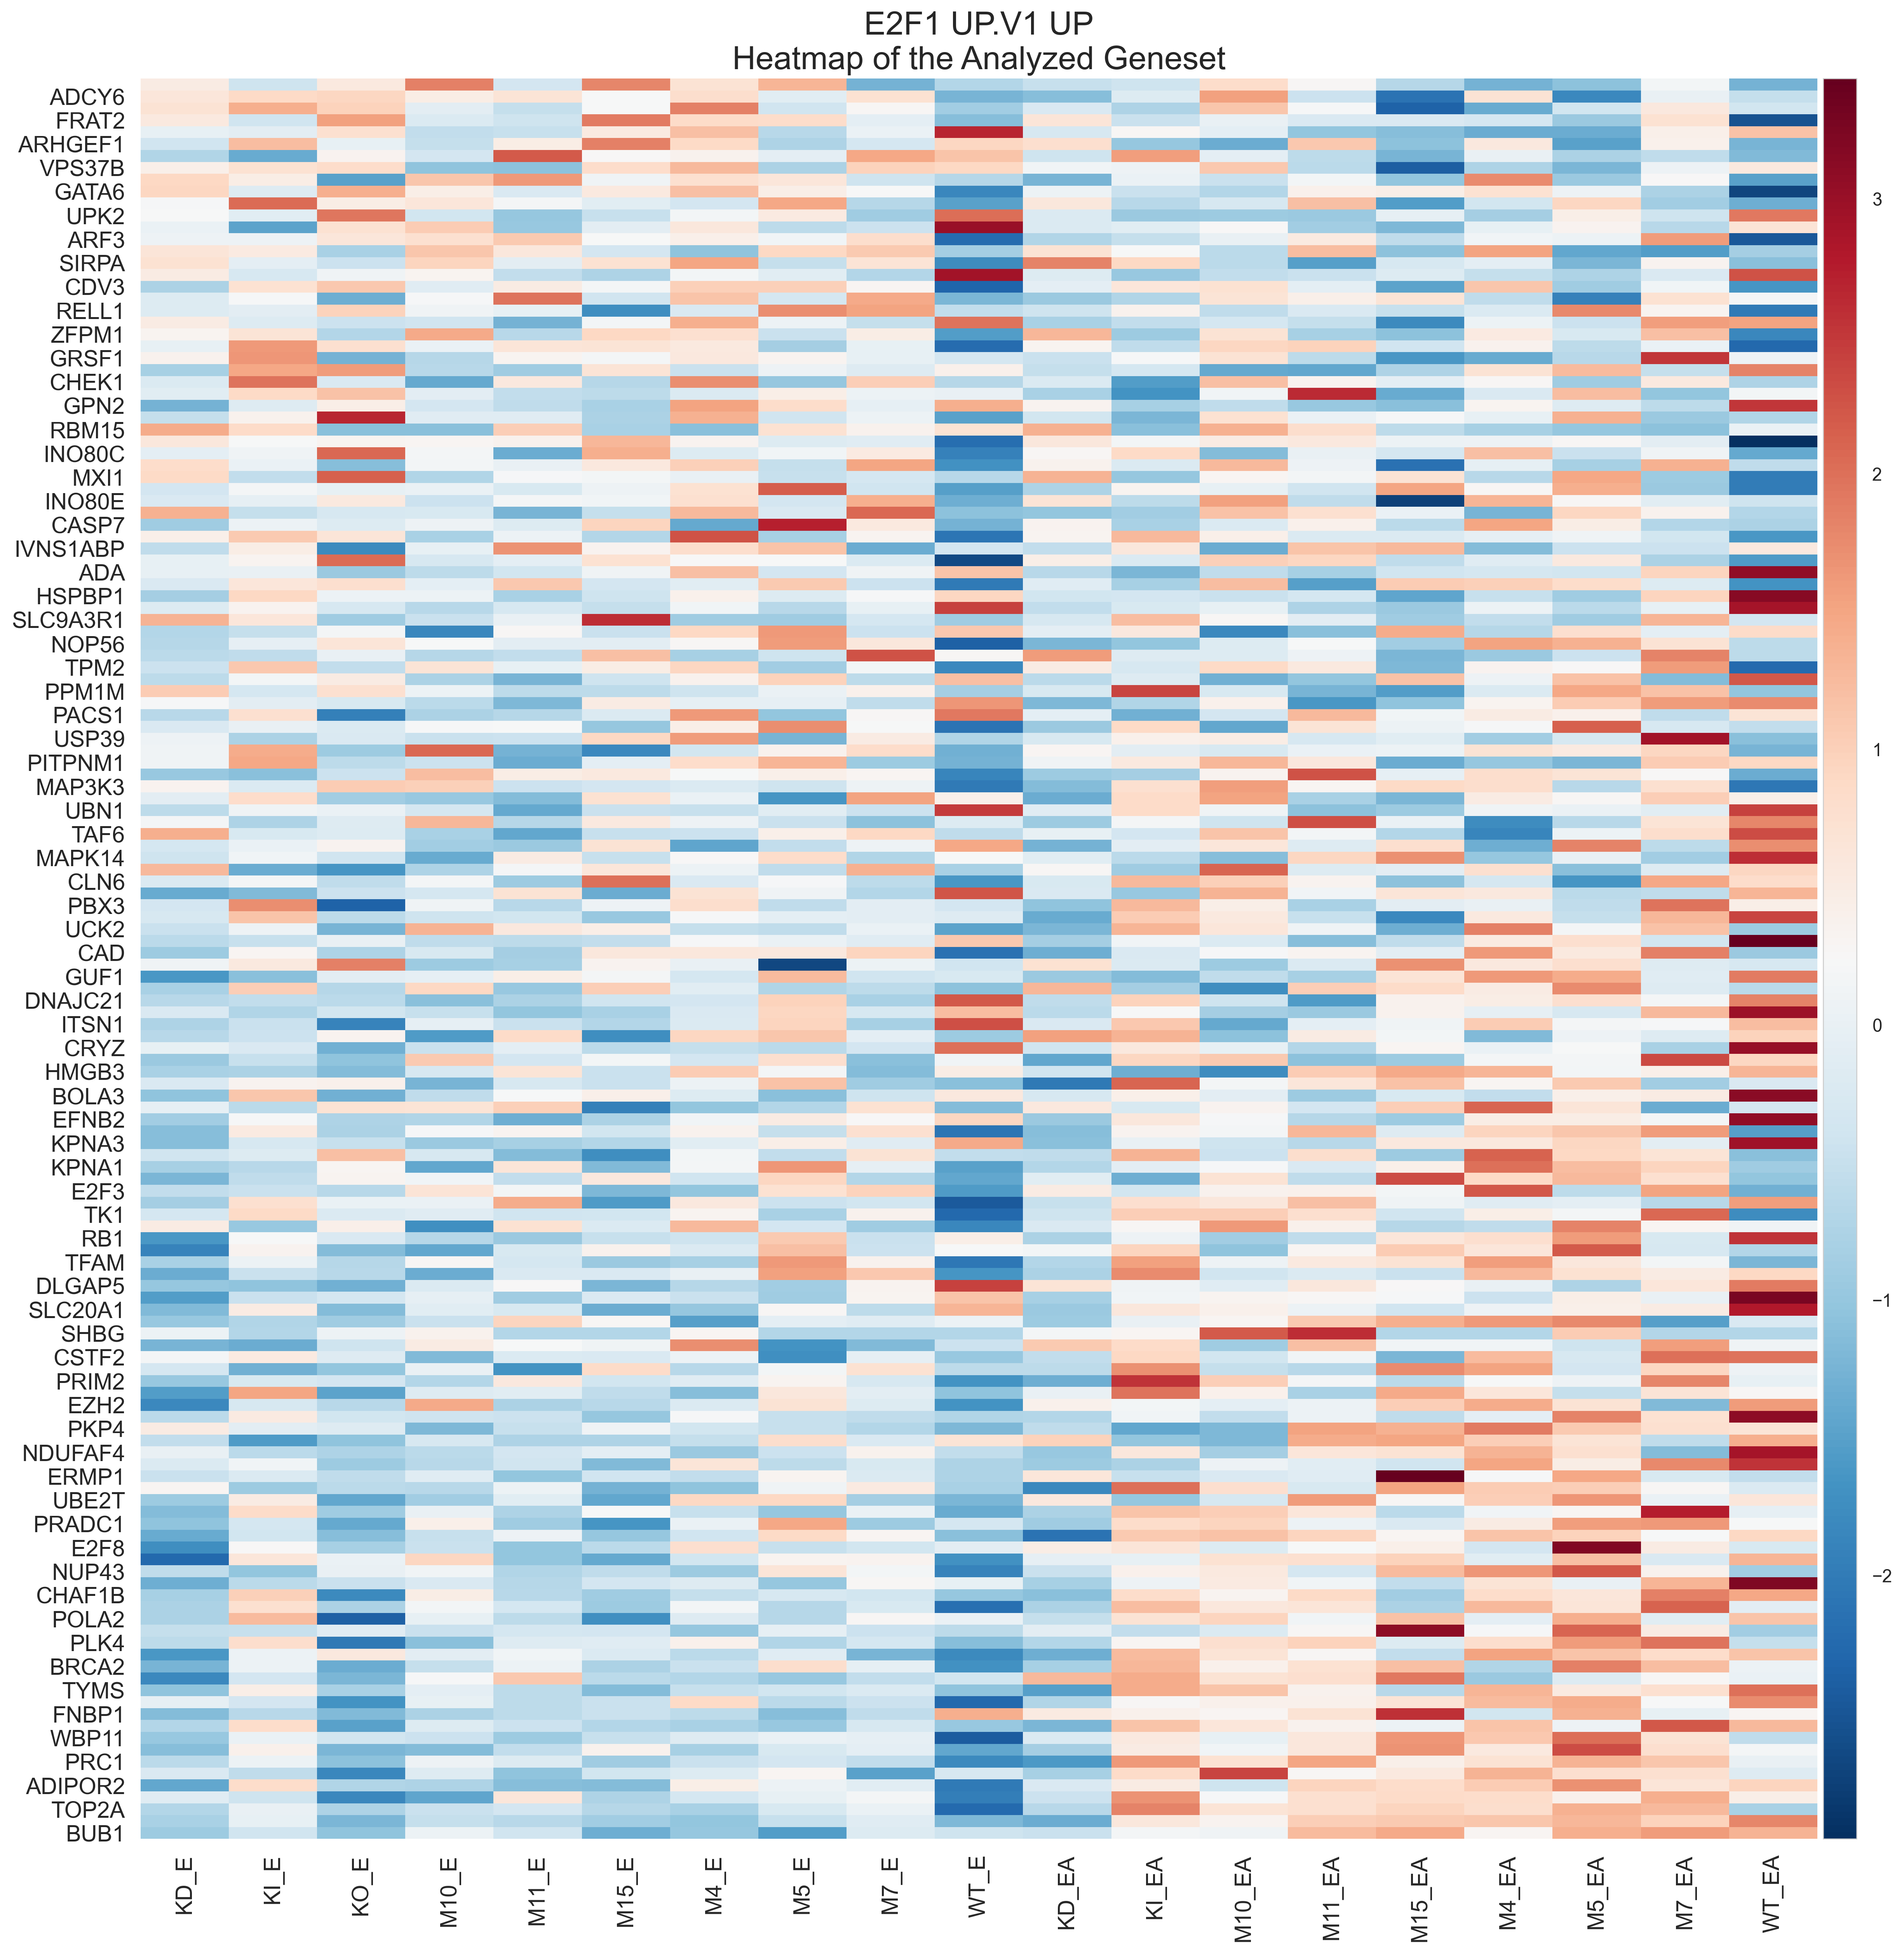 E2F1 UP.V1 UP
Heatmap of the Analyzed Geneset
ADCY6
FRAT2
ARHGEF1
VPS37B
GATA6
UPK2
ARF3
SIRPA
CDV3
RELL1
ZFPM1
GRSF1
CHEK1
GPN2
RBM15
INO80C
MXI1
INO80E
CASP7
IVNS1ABP
ADA
HSPBP1
SLC9A3R1
NOP56
TPM2
PPM1M
PACS1
USP39
PITPNM1
MAP3K3
UBN1
TAF6
MAPK14
CLN6
PBX3
UCK2
CAD
GUF1
DNAJC21
ITSN1
CRYZ
HMGB3
BOLA3
EFNB2
KPNA3
KPNA1
E2F3
TK1
RB1
TFAM
DLGAP5
SLC20A1
SHBG
CSTF2
PRIM2
EZH2
PKP4
NDUFAF4
ERMP1
UBE2T
PRADC1
E2F8
NUP43
CHAF1B
POLA2
PLK4
BRCA2
TYMS
FNBP1
WBP11
PRC1
ADIPOR2
TOP2A
BUB1
KD_E
KI_E
KO_E
M10_E
M11_E
M15_E
M4_E
M5_E
M7_E
WT_E
KD_EA
KI_EA
M10_EA
M11_EA
M15_EA
M4_EA
M5_EA
M7_EA
WT_EA
3
2
1
0
−1
−2